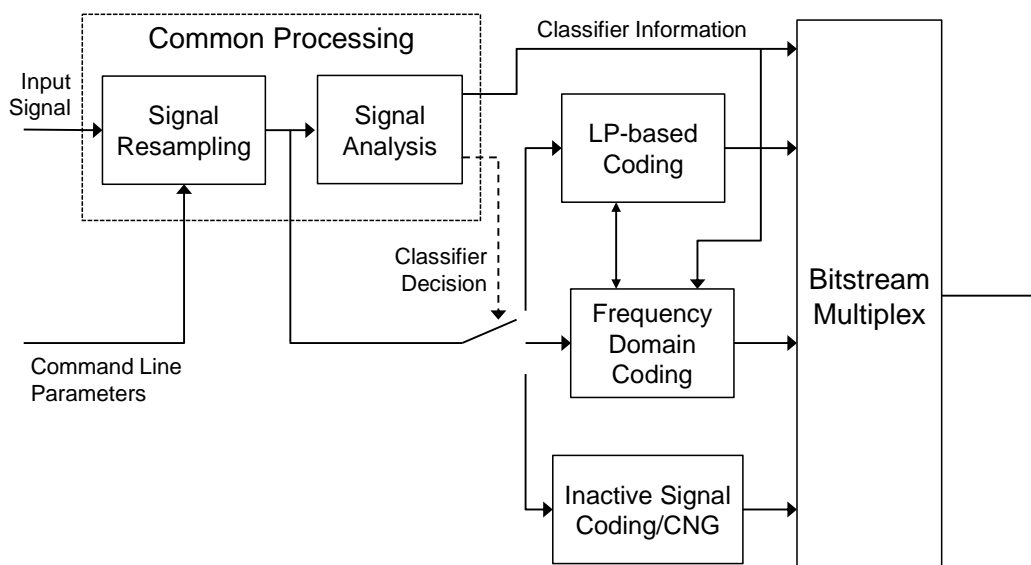 Common Processing
Classifier Information
Input
Signal
Signal
Resampling
Signal
Analysis
LP-based
Coding
Classifier
Decision
Bitstream
Multiplex
Frequency
Domain
Coding
Command Line
Parameters
Inactive Signal
Coding/CNG